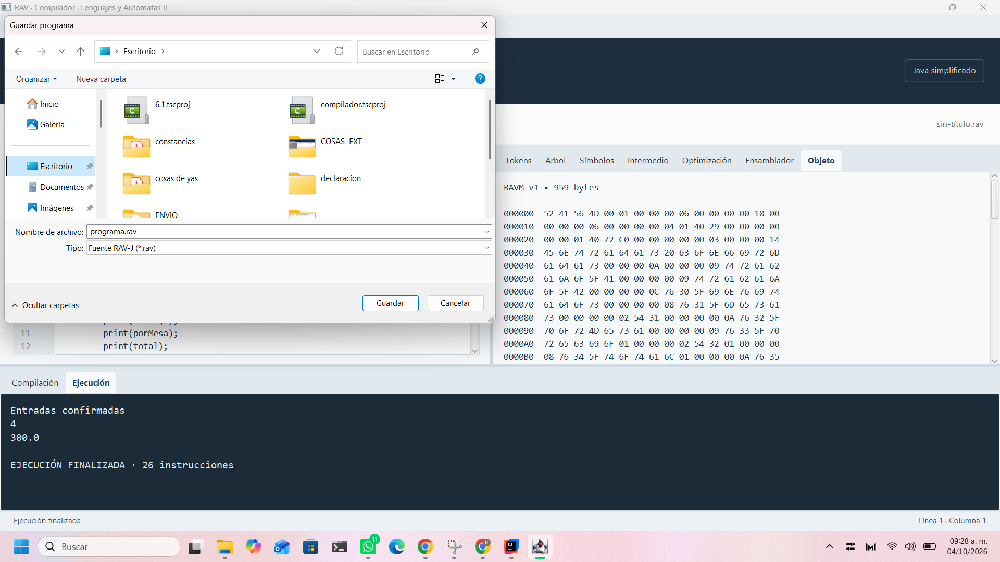 RAV · Compilador · Lenguajes y Autómatas II
Guardar programa
Escritorio
Buscar en Escritorio
Organizar
Nueva carpeta
Inicio
Galería
Escritorio
Documentos
Imágenes
6.1.tscproj
compilador.tscproj
constancias
COSAS EXT
cosas de yas
declaracion
ENVIO
Nombre de archivo: programa.rav
Tipo: Fuente RAV-J (*.rav)
Ocultar carpetas
Guardar
Cancelar
Java simplificado
sin-título.rav
Tokens Árbol Símbolos Intermedio Optimización Ensamblador Objeto
RAVM v1 • 959 bytes
000000 52 41 56 4D 00 01 00 00 00 06 00 00 00 00 18 00
000010 00 00 00 06 00 00 00 00 04 01 40 29 00 00 00 00
000020 00 00 01 40 72 C0 00 00 00 00 00 03 00 00 00 14
000030 45 6E 74 72 61 64 61 73 20 63 6F 6E 66 69 72 6D
000040 61 64 61 73 00 00 00 0A 00 00 00 09 74 72 61 62
000050 61 6A 6F 5F 41 00 00 00 00 09 74 72 61 62 61 6A
000060 6F 5F 42 00 00 00 00 0C 76 30 5F 69 6E 76 69 74
000070 61 64 6F 73 00 00 00 00 08 76 31 5F 6D 65 73 61
000080 73 00 00 00 00 02 54 31 00 00 00 00 0A 76 32 5F
000090 70 6F 72 4D 65 73 61 00 00 00 00 09 76 33 5F 70
0000A0 72 65 63 69 6F 01 00 00 00 02 54 32 01 00 00 00
0000B0 08 76 34 5F 74 6F 74 61 6C 01 00 00 00 0A 76 35
11 print(porMesa);
12 print(total);
Compilación Ejecución
Entradas confirmadas
4
300.0
EJECUCIÓN FINALIZADA · 26 instrucciones
Ejecución finalizada
Línea 1 · Columna 1
Buscar
11
09:28 a. m.
04/10/2026